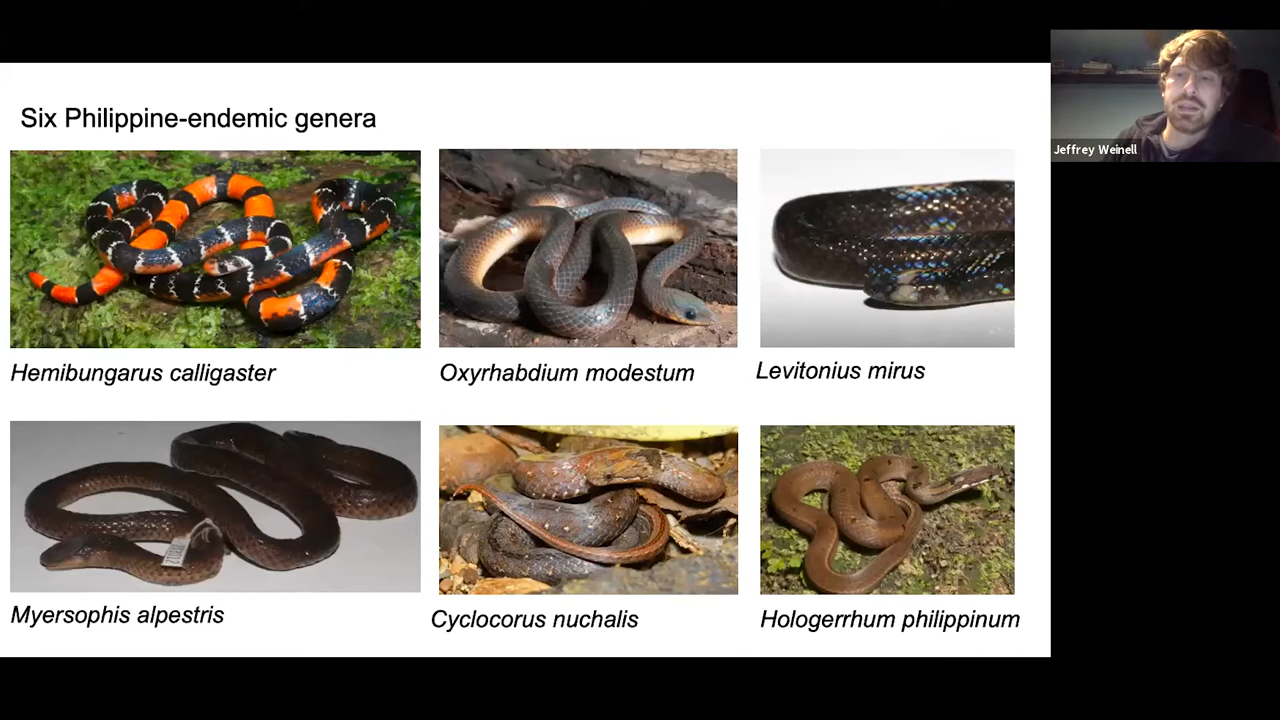 Six Philippine-endemic genera
Jeffrey Weinell
Hemibungarus calligaster
Oxyrhabdium modestum
Levitonius mirus
Myersophis alpestris
Cyclocorus nuchalis
Hologerrhum philippinum